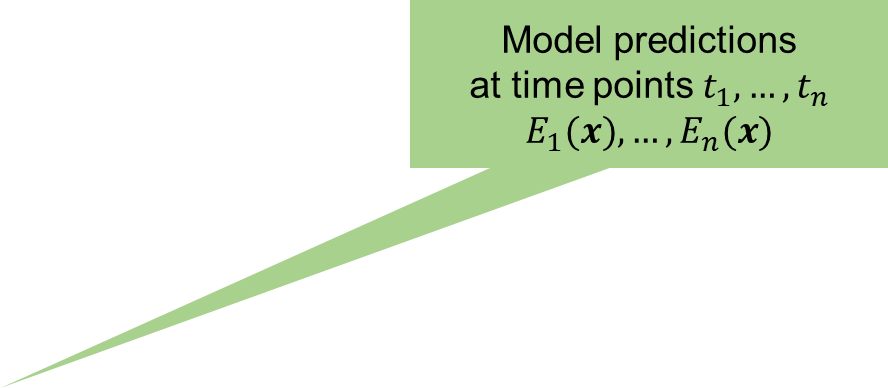 Model predictions
at time points t₁, … , tₙ
E₁(x), … , Eₙ(x)